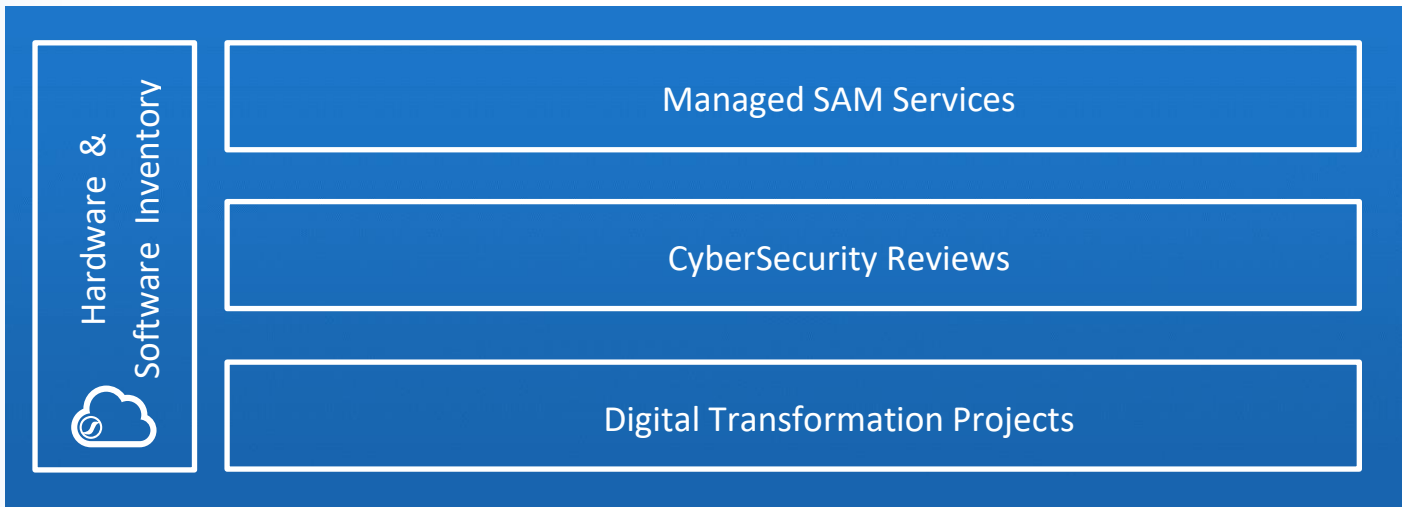 Hardware &
Software Inventory
Managed SAM Services
CyberSecurity Reviews
Digital Transformation Projects